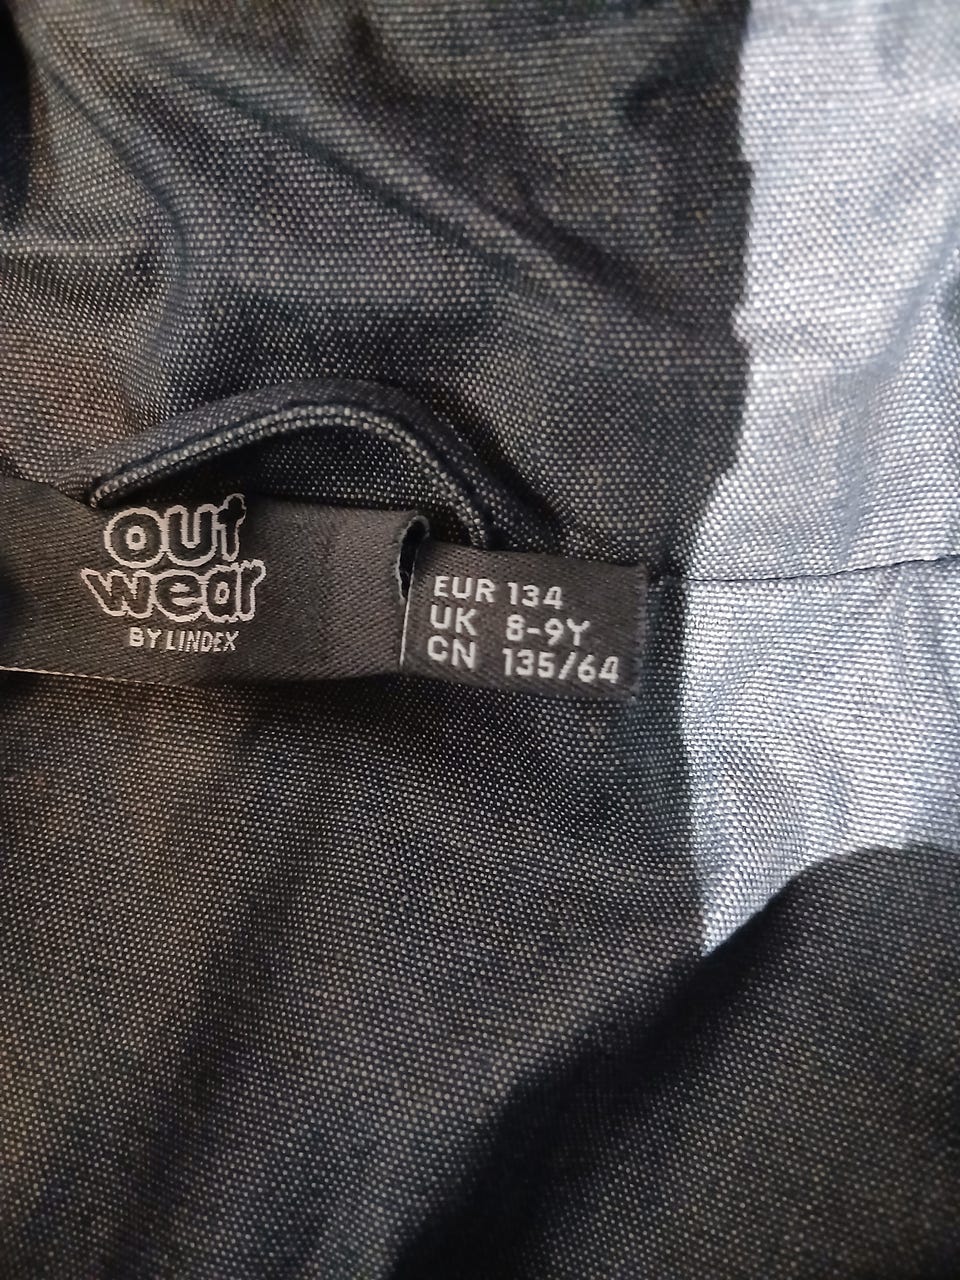 out
wear
BY LINDEX
EUR 134
UK 8-9Y
CN 135/64